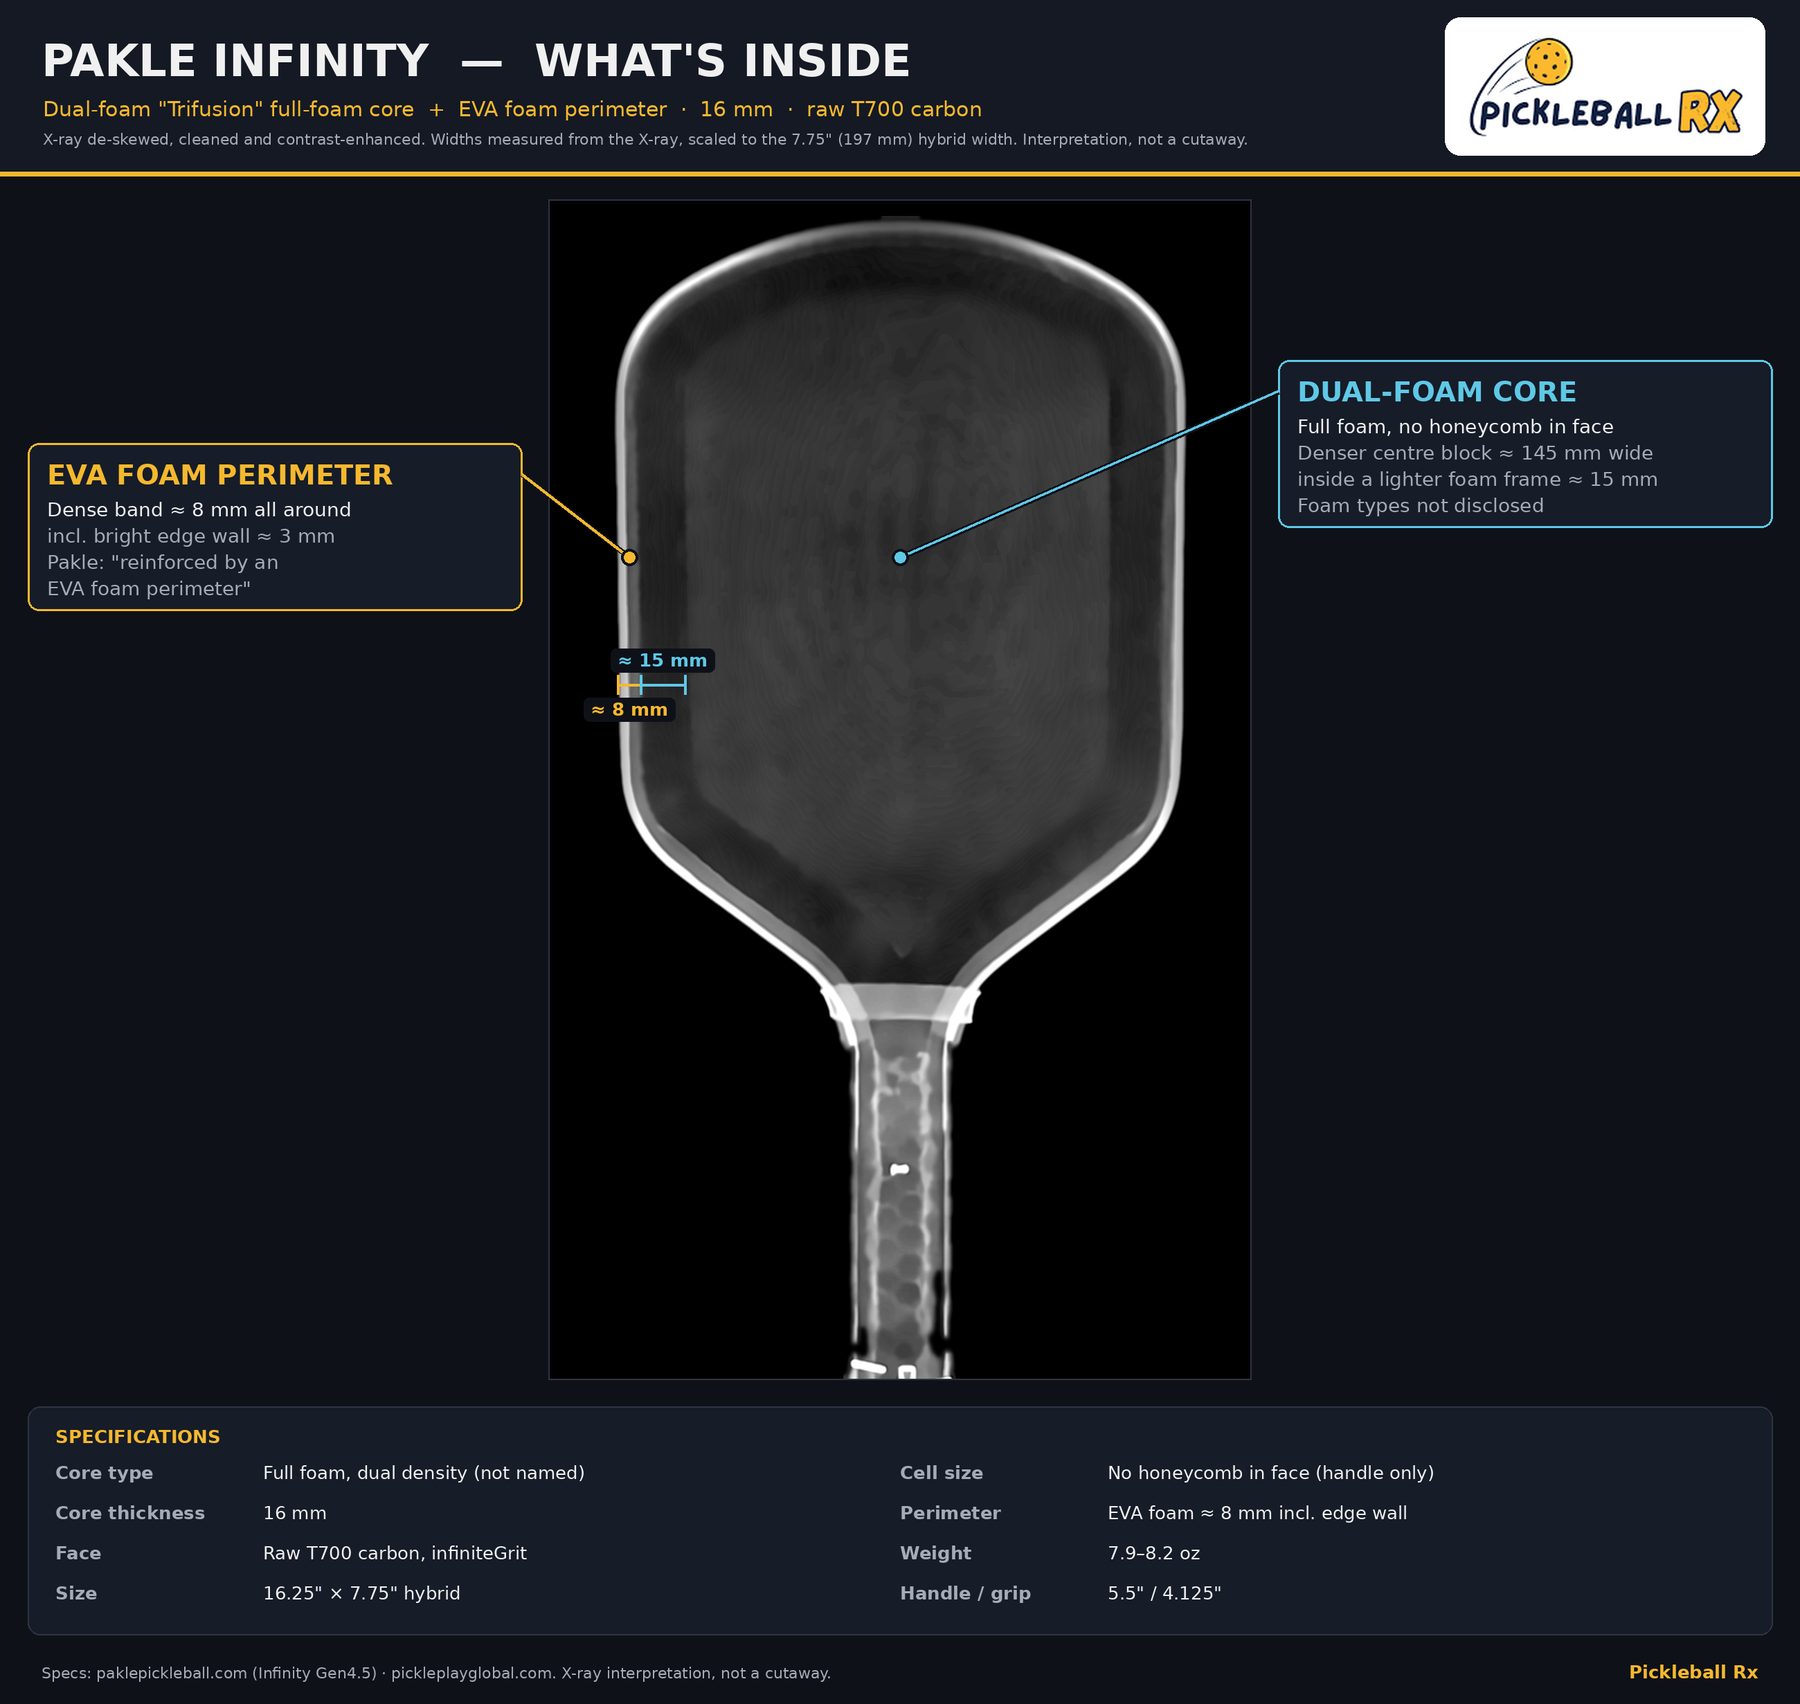 PAKLE INFINITY — WHAT'S INSIDE
Dual-foam "Trifusion" full-foam core + EVA foam perimeter · 16 mm · raw T700 carbon
X-ray de-skewed, cleaned and contrast-enhanced. Widths measured from the X-ray, scaled to the 7.75" (197 mm) hybrid width. Interpretation, not a cutaway.
PICKLEBALL RX
DUAL-FOAM CORE
Full foam, no honeycomb in face
Denser centre block ≈ 145 mm wide
inside a lighter foam frame ≈ 15 mm
Foam types not disclosed
EVA FOAM PERIMETER
Dense band ≈ 8 mm all around
incl. bright edge wall ≈ 3 mm
Pakle: "reinforced by an
EVA foam perimeter"
≈ 15 mm
≈ 8 mm
SPECIFICATIONS
Core type Full foam, dual density (not named)
Cell size No honeycomb in face (handle only)
Core thickness 16 mm
Perimeter EVA foam ≈ 8 mm incl. edge wall
Face Raw T700 carbon, infiniteGrit
Weight 7.9–8.2 oz
Size 16.25" × 7.75" hybrid
Handle / grip 5.5" / 4.125"
Specs: paklepickleball.com (Infinity Gen4.5) · pickleplayglobal.com. X-ray interpretation, not a cutaway.
Pickleball Rx